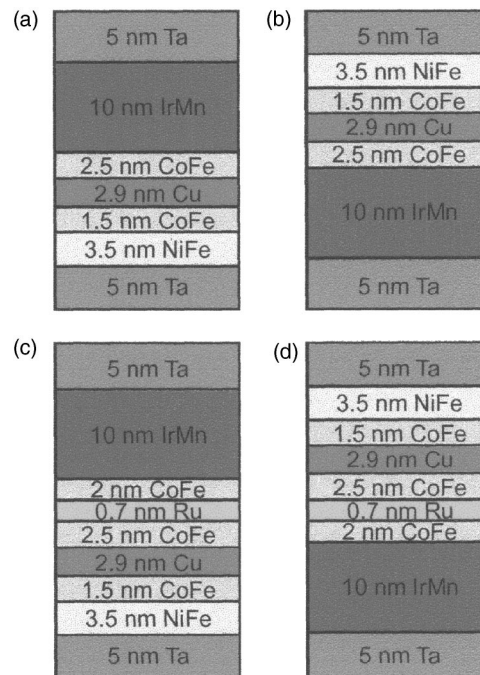 (a)
5 nm Ta
10 nm IrMn
2.5 nm CoFe
2.9 nm Cu
1.5 nm CoFe
3.5 nm NiFe
5 nm Ta
(b)
5 nm Ta
3.5 nm NiFe
1.5 nm CoFe
2.9 nm Cu
2.5 nm CoFe
10 nm IrMn
5 nm Ta
(c)
5 nm Ta
10 nm IrMn
2 nm CoFe
0.7 nm Ru
2.5 nm CoFe
2.9 nm Cu
1.5 nm CoFe
3.5 nm NiFe
5 nm Ta
(d)
5 nm Ta
3.5 nm NiFe
1.5 nm CoFe
2.9 nm Cu
2.5 nm CoFe
0.7 nm Ru
2 nm CoFe
10 nm IrMn
5 nm Ta